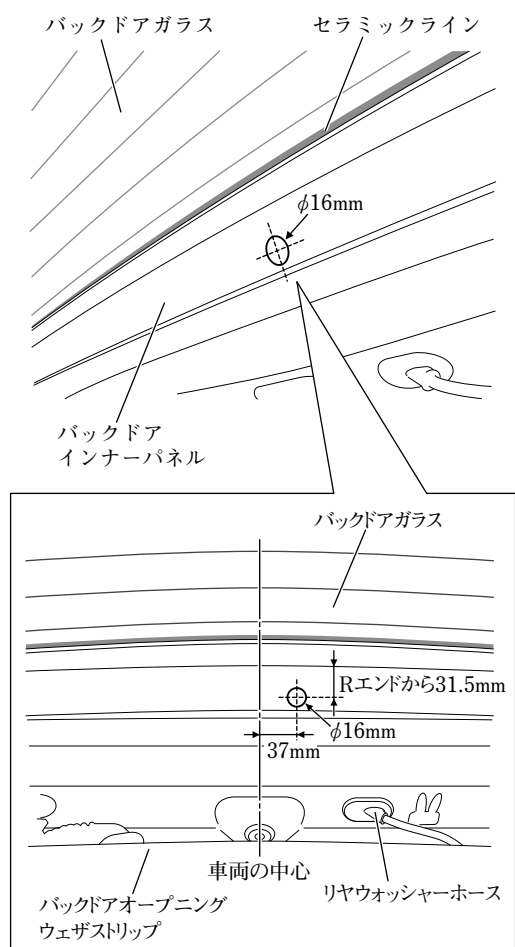 バックドアガラス
セラミックライン
φ16mm
バックドア
インナーパネル
バックドアガラス
Rエンドから31.5mm
φ16mm
37mm
車両の中心
リヤウォッシャーホース
バックドアオープニング
ウェザストリップ